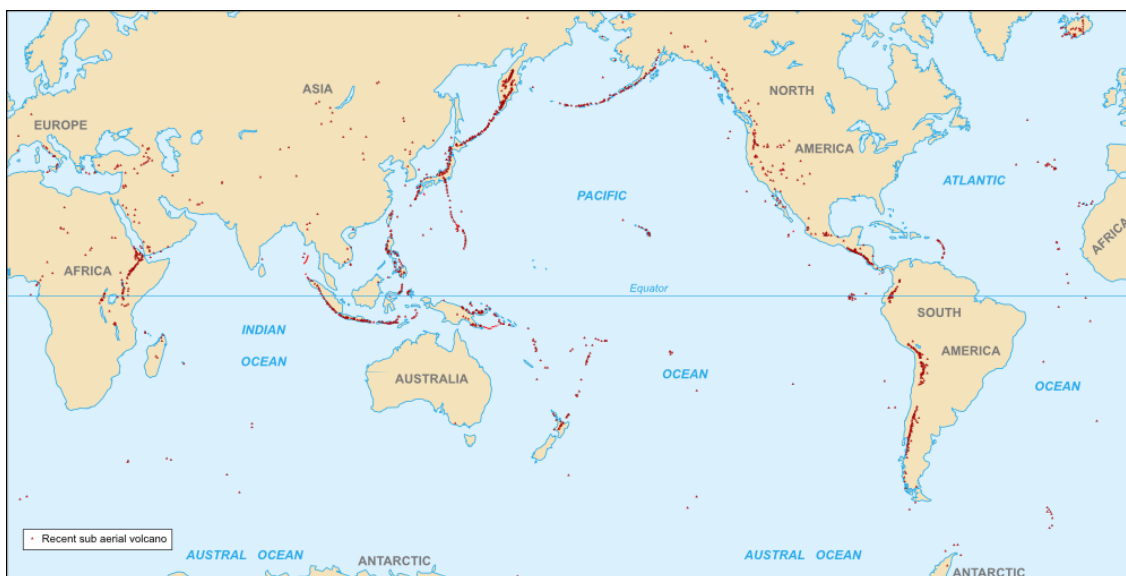 ASIA
NORTH
EUROPE
AMERICA
ATLANTIC
PACIFIC
AFRICA
AFRICA
Equator
SOUTH
INDIAN
OCEAN
AMERICA
AUSTRALIA
OCEAN
OCEAN
Recent sub aerial volcano
AUSTRAL OCEAN
ANTARCTIC
AUSTRAL OCEAN
ANTARCTIC